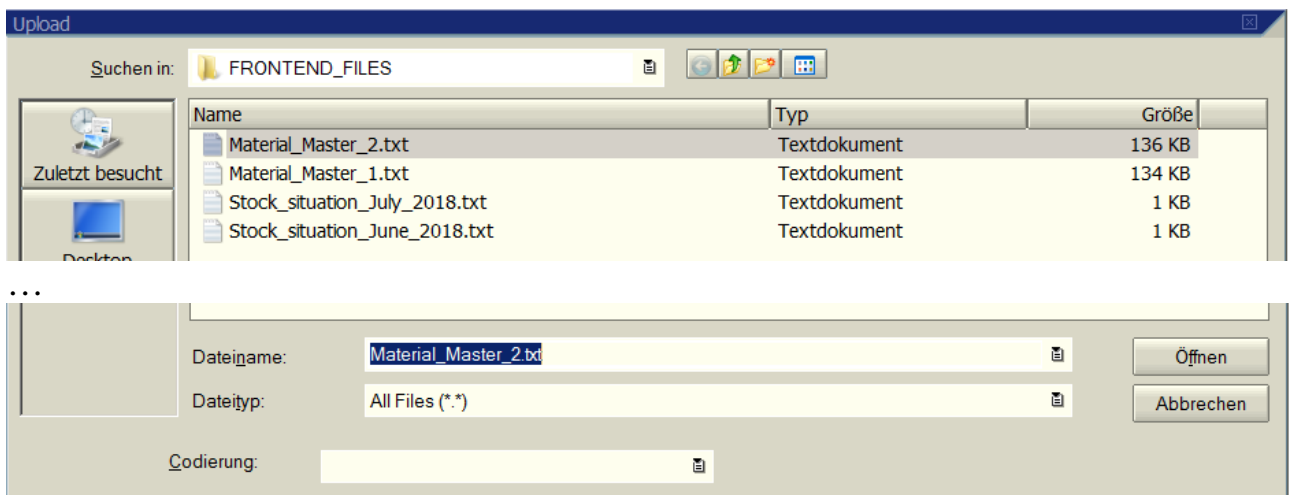 Upload
Suchen in: FRONTEND_FILES
Name Typ Größe
Material_Master_2.txt Textdokument 136 KB
Material_Master_1.txt Textdokument 134 KB
Stock_situation_July_2018.txt Textdokument 1 KB
Stock_situation_June_2018.txt Textdokument 1 KB
Zuletzt besucht
Desktop
...
Dateiname: Material_Master_2.txt Öffnen
Dateityp: All Files (*.*) Abbrechen
Codierung: